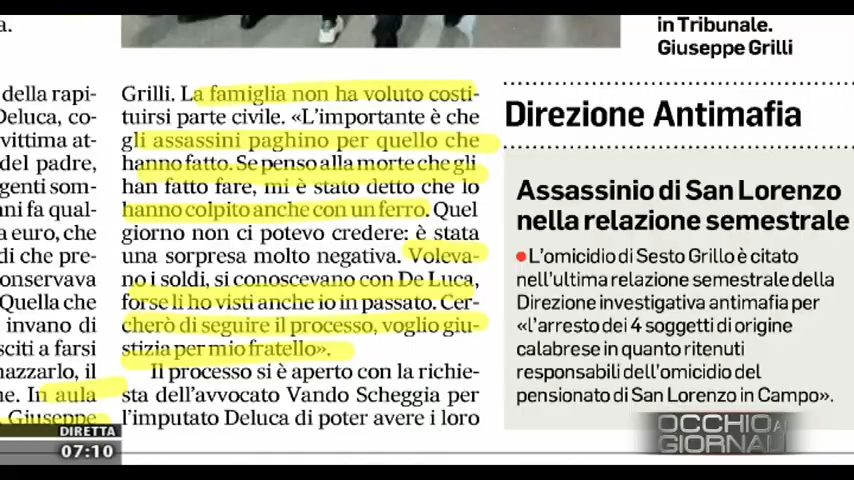 a.
della rapi-
Deluca, co-
vittima at-
del padre,
genti som-
ni fa qual-
a euro, che
di che pre-
onservava
Quella che
invano di
sciti a farsi
mazzarlo, il
ne. In aula
, Giuseppe
Grilli. La famiglia non ha voluto costi-
tuirsi parte civile. «L'importante è che
gli assassini paghino per quello che
hanno fatto. Se penso alla morte che gli
han fatto fare, mi è stato detto che lo
hanno colpito anche con un ferro. Quel
giorno non ci potevo credere: è stata
una sorpresa molto negativa. Voleva-
no i soldi, si conoscevano con De Luca,
forse li ho visti anche io in passato. Cer-
cherò di seguire il processo, voglio giu-
stizia per mio fratello».
Il processo si è aperto con la richie-
sta dell'avvocato Vando Scheggia per
l'imputato Deluca di poter avere i loro
in Tribunale.
Giuseppe Grilli
Direzione Antimafia
Assassinio di San Lorenzo
nella relazione semestrale
L'omicidio di Sesto Grillo è citato
nell'ultima relazione semestrale della
Direzione investigativa antimafia per
«l'arresto dei 4 soggetti di origine
calabrese in quanto ritenuti
responsabili dell'omicidio del
pensionato di San Lorenzo in Campo».
DIRETTA
07:10
OCCHIO AI
GIORNALI